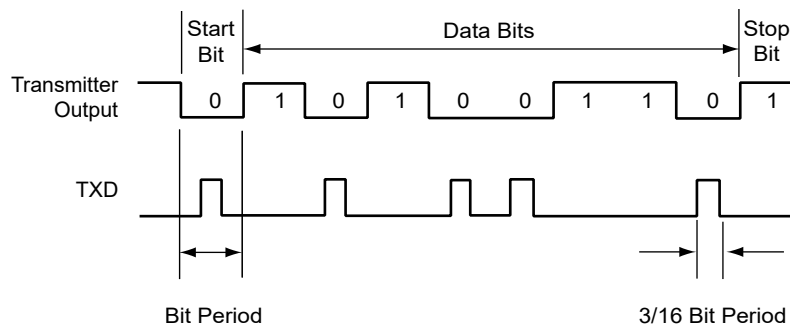 Start
Bit
Data Bits
Stop
Bit
Transmitter
Output
0 1 0 1 0 0 1 1 0 1
TXD
Bit Period
3/16 Bit Period